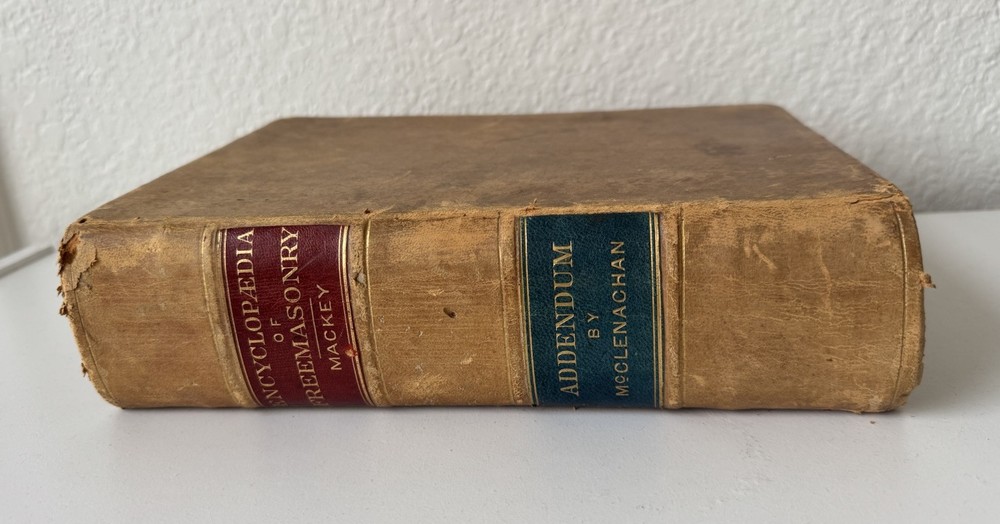 ENCYCLOPÆDIA
OF
FREEMASONRY
MACKEY
ADDENDUM
BY
McCLENACHAN